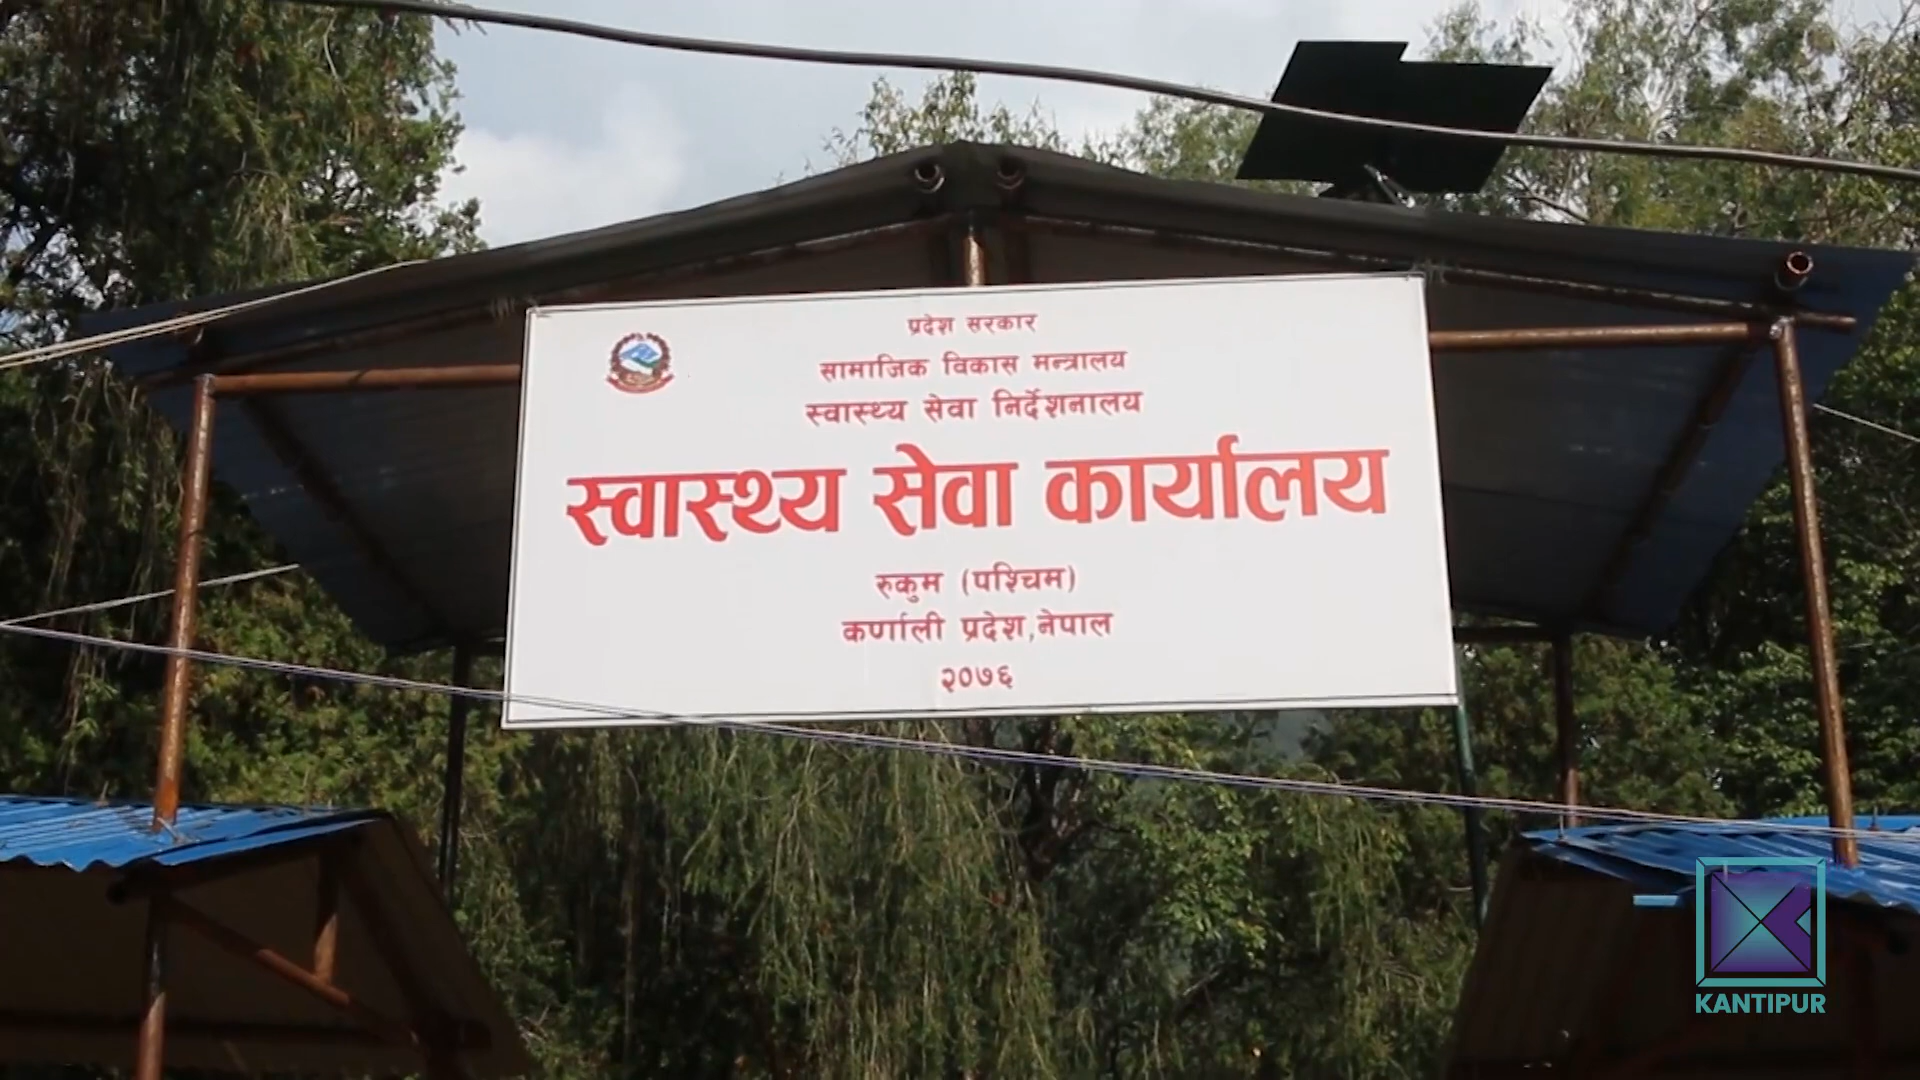 प्रदेश सरकार
सामाजिक विकास मन्त्रालय
स्वास्थ्य सेवा निर्देशनालय
स्वास्थ्य सेवा कार्यालय
रुकुम (पश्चिम)
कर्णाली प्रदेश,नेपाल
२०७६
KANTIPUR